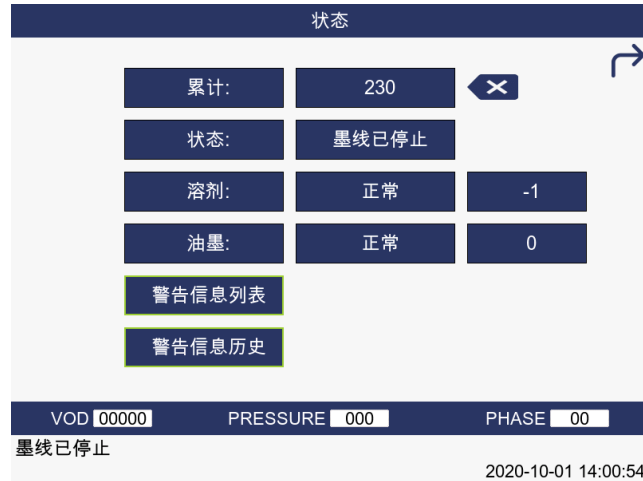 状态
累计: 230
状态: 墨线已停止
溶剂: 正常 -1
油墨: 正常 0
警告信息列表
警告信息历史
VOD 00000 PRESSURE 000 PHASE 00
墨线已停止
2020-10-01 14:00:54